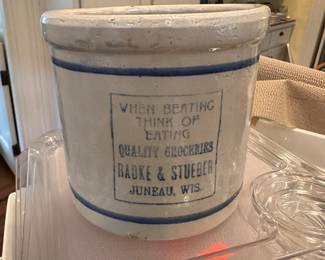 WHEN BEATING
THINK OF
EATING
QUALITY GROCERIES
RADKE & STUEBER
JUNEAU, WIS.